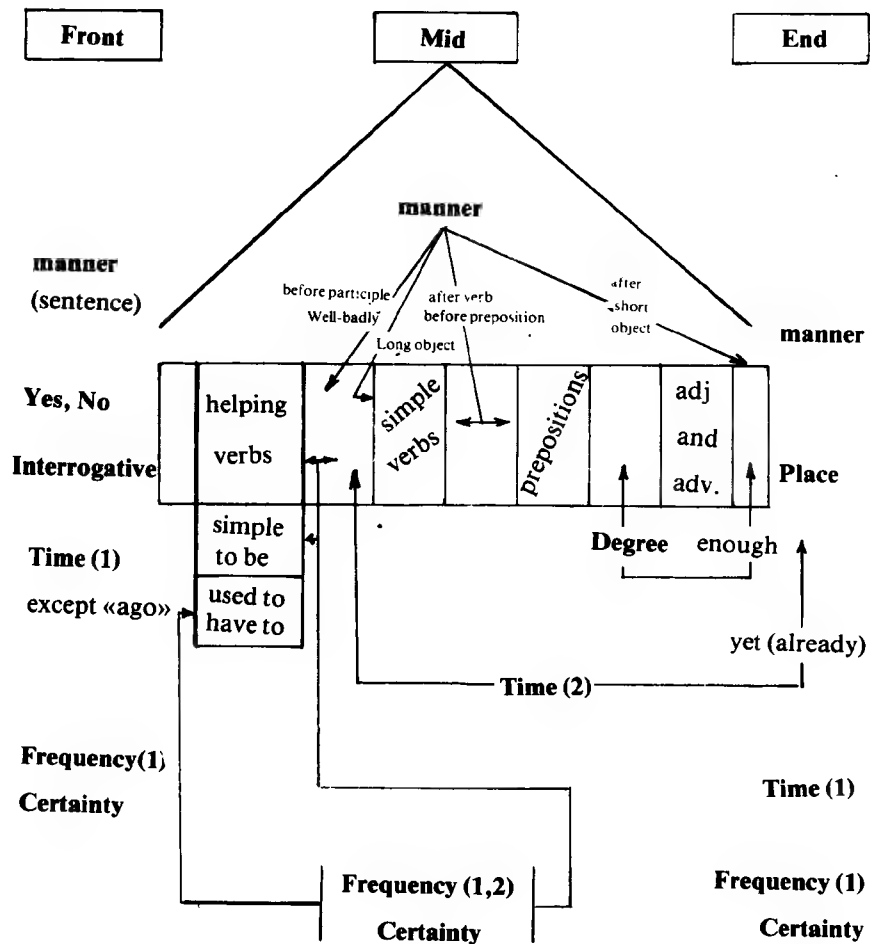 Front
Mid
End
manner
manner
(sentence)
before participle
Well-badly
Long object
after verb
before preposition
after
short
object
manner
Yes, No
Interrogative
helping
verbs
simple
verbs
prepositions
adj
and
adv.
Place
simple
to be
used to
have to
Time (1)
except «ago»
Degree
enough
yet (already)
Time (2)
Frequency(1)
Certainty
Time (1)
Frequency (1,2)
Certainty
Frequency (1)
Certainty